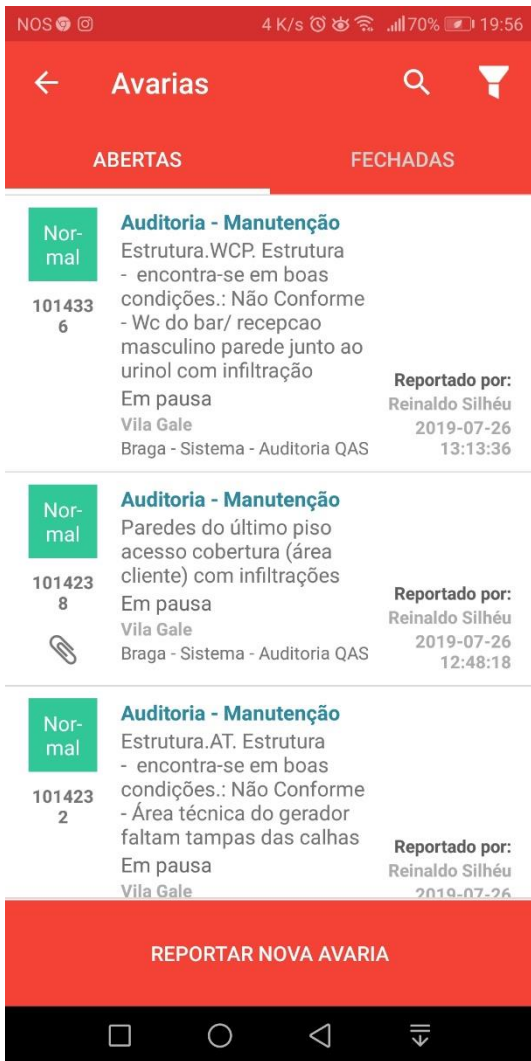 NOS 4 K/s 70% 19:56
Avarias
ABERTAS FECHADAS
Nor-
mal
101433
6
Auditoria - Manutenção
Estrutura.WCP. Estrutura
- encontra-se em boas
condições.: Não Conforme
- Wc do bar/ recepcao
masculino parede junto ao
urinol com infiltração
Em pausa
Vila Gale
Braga - Sistema - Auditoria QAS
Reportado por:
Reinaldo Silhéu
2019-07-26
13:13:36
Nor-
mal
101423
8
Auditoria - Manutenção
Paredes do último piso
acesso cobertura (área
cliente) com infiltrações
Em pausa
Vila Gale
Braga - Sistema - Auditoria QAS
Reportado por:
Reinaldo Silhéu
2019-07-26
12:48:18
Nor-
mal
101423
2
Auditoria - Manutenção
Estrutura.AT. Estrutura
- encontra-se em boas
condições.: Não Conforme
- Área técnica do gerador
faltam tampas das calhas
Em pausa
Vila Gale
Reportado por:
Reinaldo Silhéu
2019-07-26
REPORTAR NOVA AVARIA